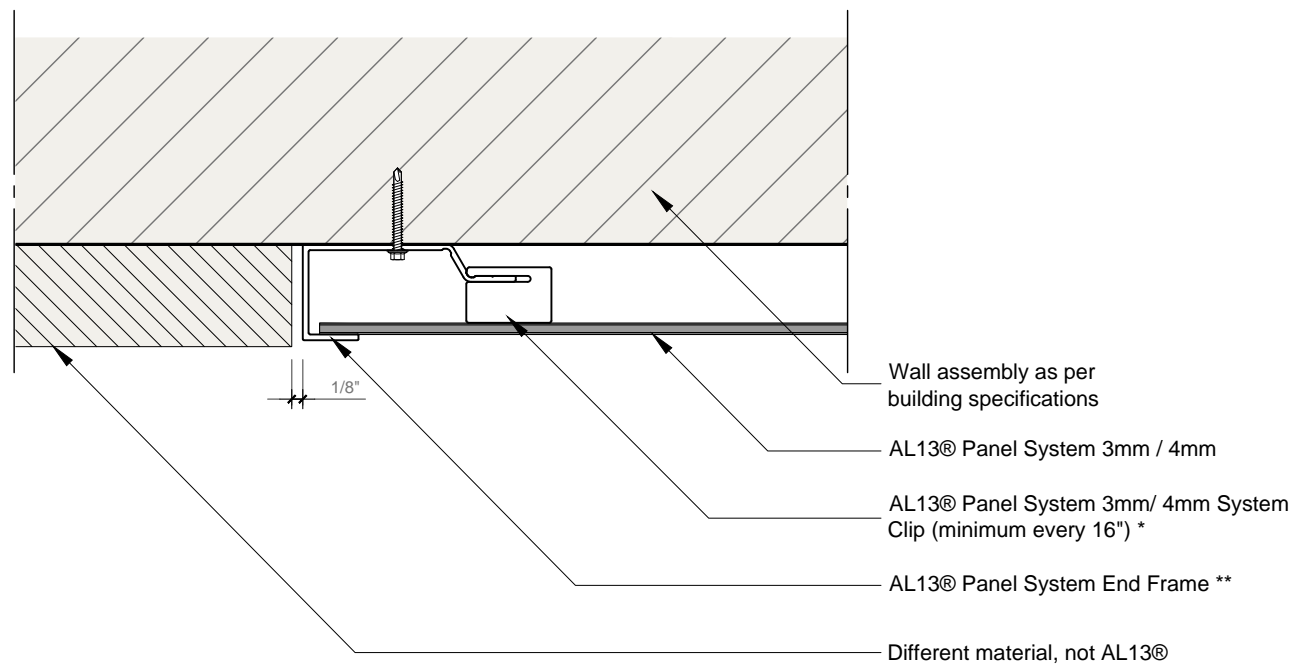 1/8"
Wall assembly as per
building specifications
AL13® Panel System 3mm / 4mm
AL13® Panel System 3mm/ 4mm System
Clip (minimum every 16") *
AL13® Panel System End Frame **
Different material, not AL13®